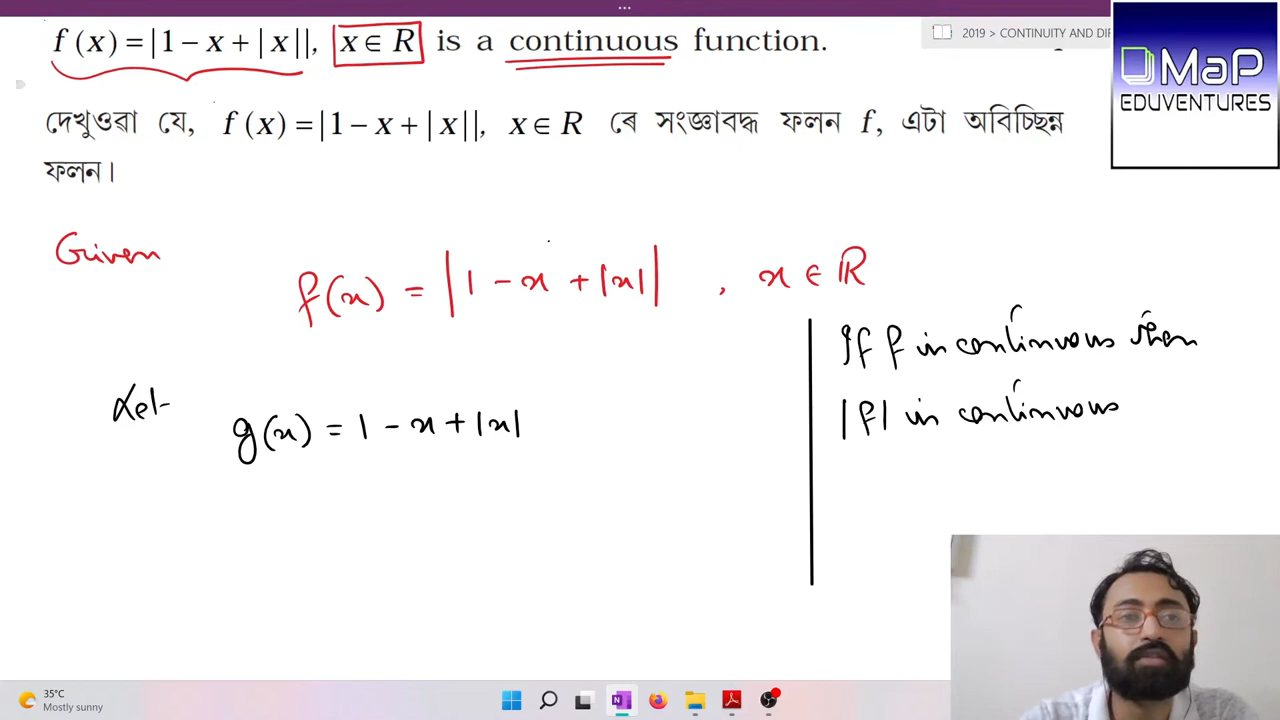 f(x)=|1−x+|x||, x∈R is a continuous function.
2019 > CONTINUITY AND DIF
MaP
EDUVENTURES
দেখুওৱা যে, f(x)=|1−x+|x||, x∈R ৰে সংজ্ঞাবদ্ধ ফলন f, এটা অবিচ্ছিন্ন
ফলন।
Given
f(x) = |1−x+|x|| , x∈ℝ
If f is continuous then
|f| is continuous
Let
g(x) = 1−x+|x|
35°C
Mostly sunny